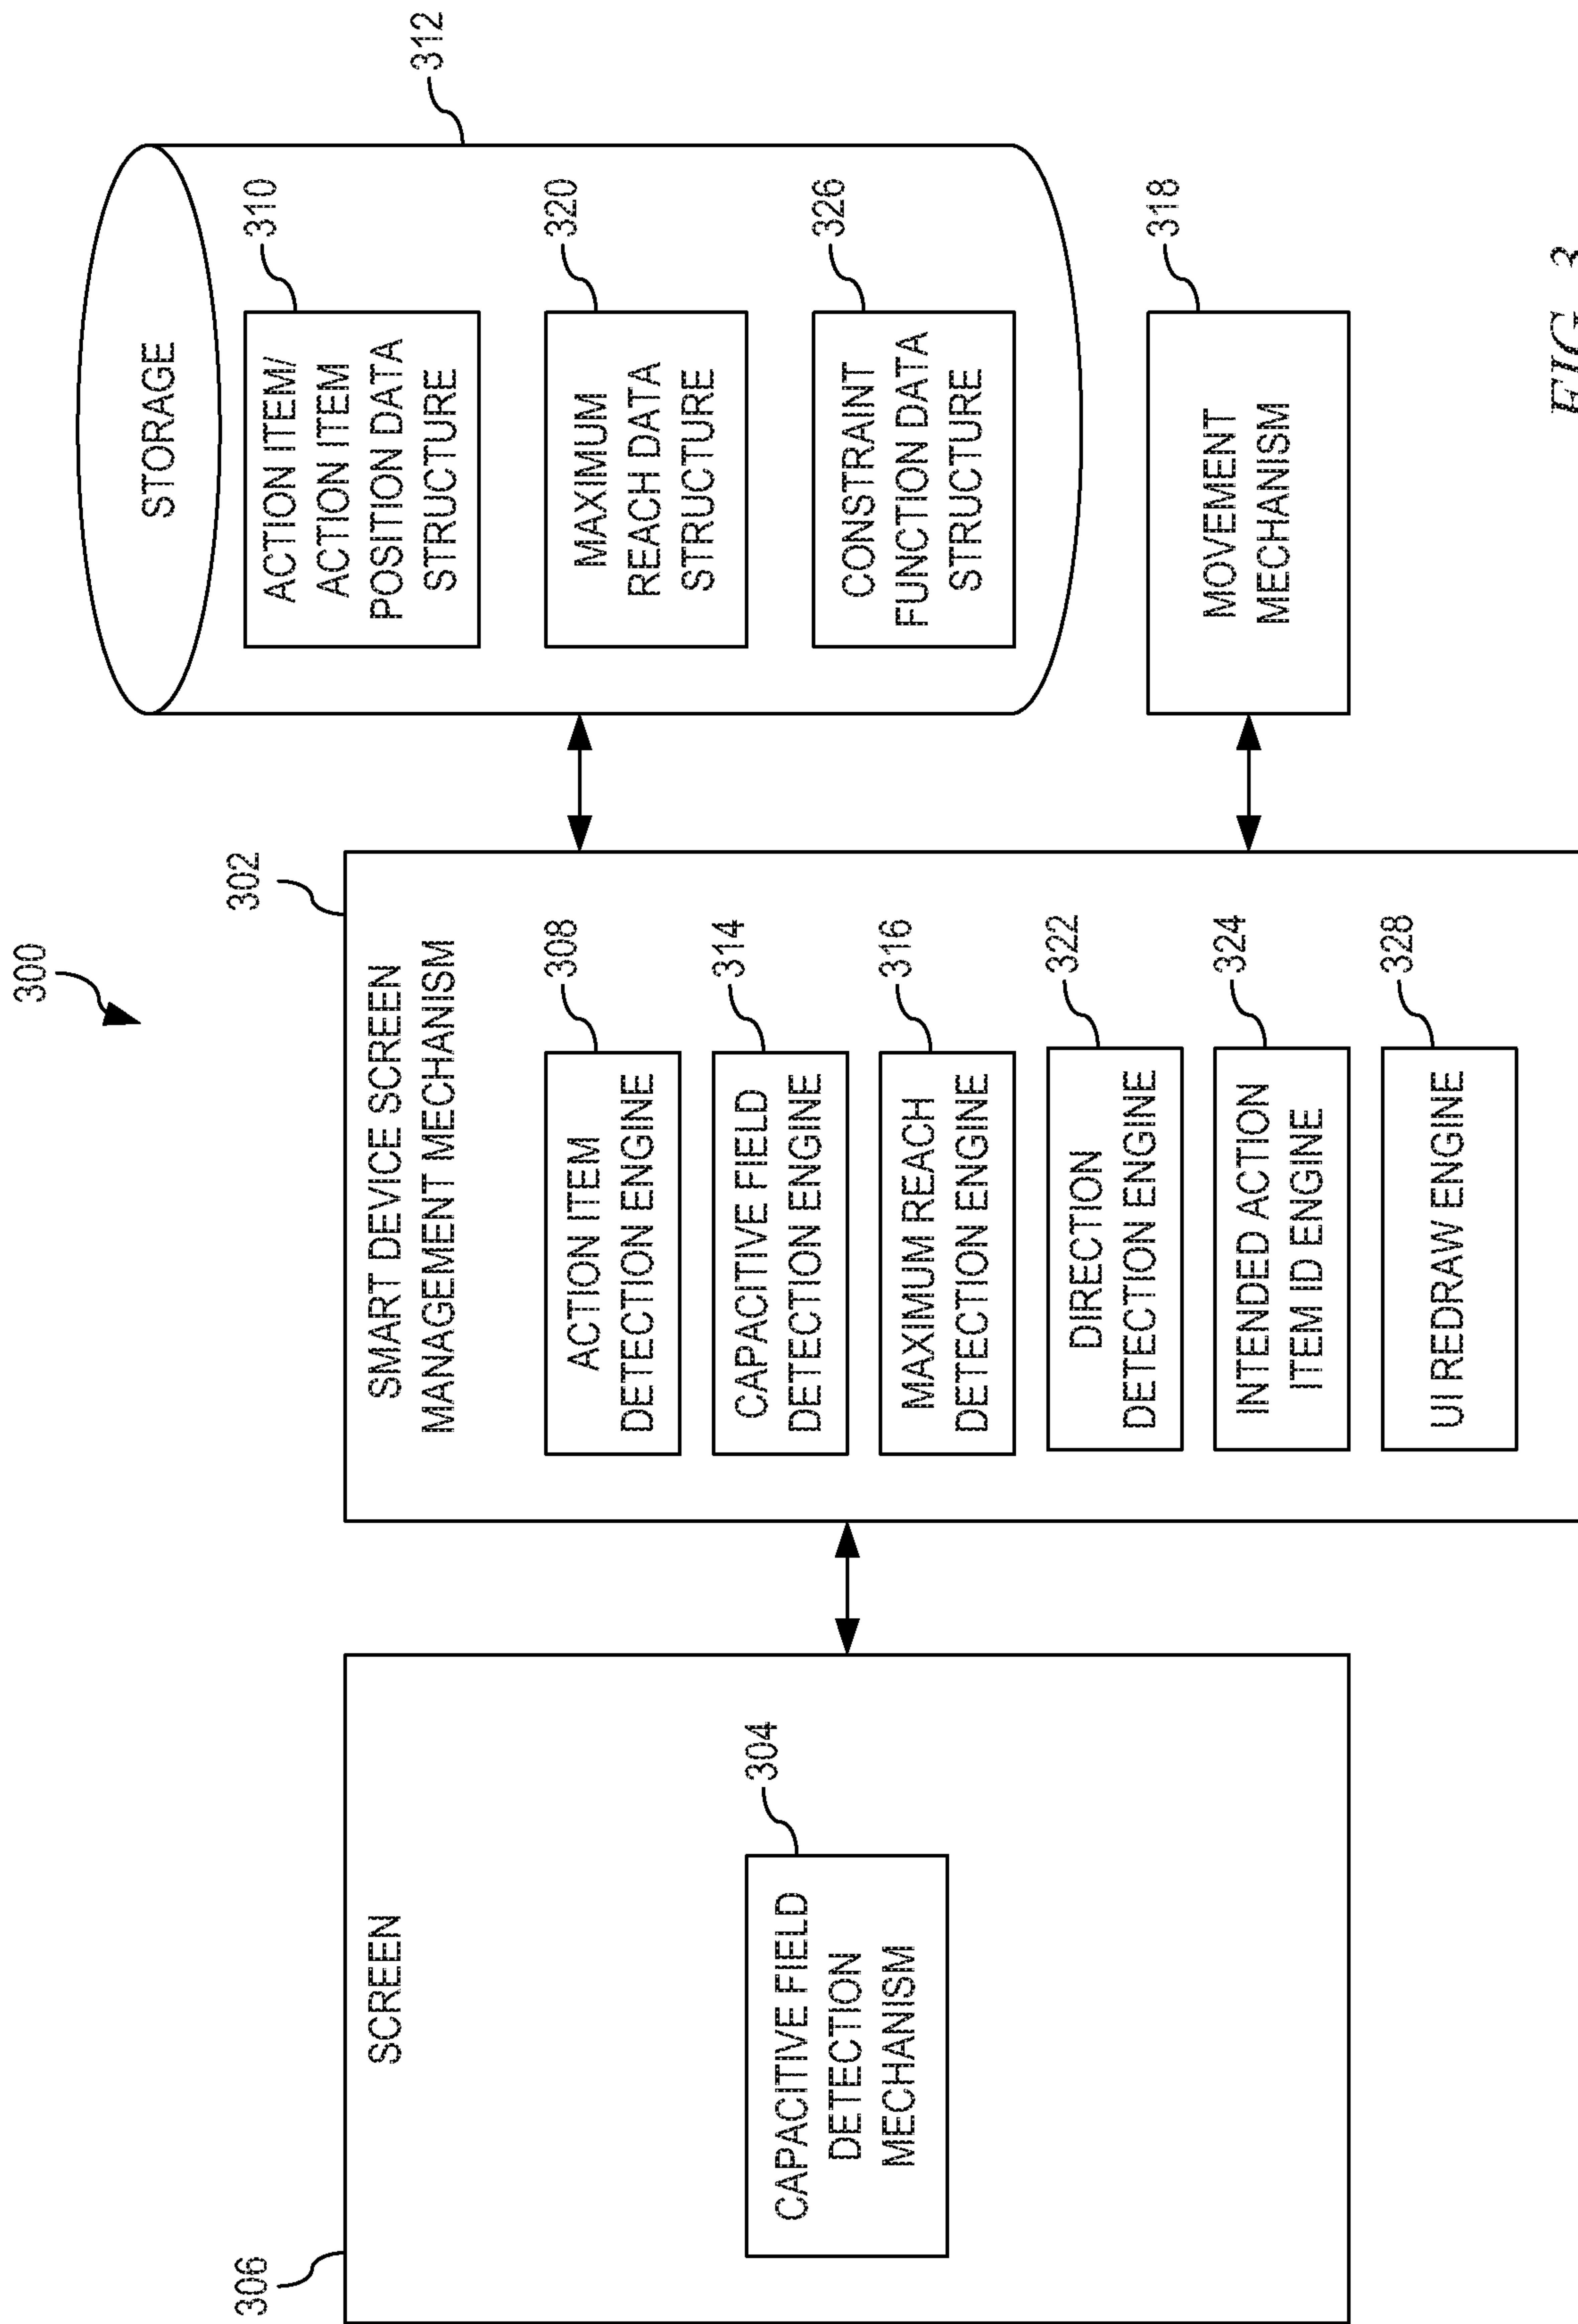 300
306
SCREEN
304
CAPACITIVE FIELD
DETECTION
MECHANISM
302
SMART DEVICE SCREEN
MANAGEMENT MECHANISM
308
ACTION ITEM
DETECTION ENGINE
314
CAPACITIVE FIELD
DETECTION ENGINE
316
MAXIMUM REACH
DETECTION ENGINE
322
DIRECTION
DETECTION ENGINE
324
INTENDED ACTION
ITEM ID ENGINE
328
UI REDRAW ENGINE
312
STORAGE
310
ACTION ITEM/
ACTION ITEM
POSITION DATA
STRUCTURE
320
MAXIMUM
REACH DATA
STRUCTURE
326
CONSTRAINT
FUNCTION DATA
STRUCTURE
318
MOVEMENT
MECHANISM
FIG. 3